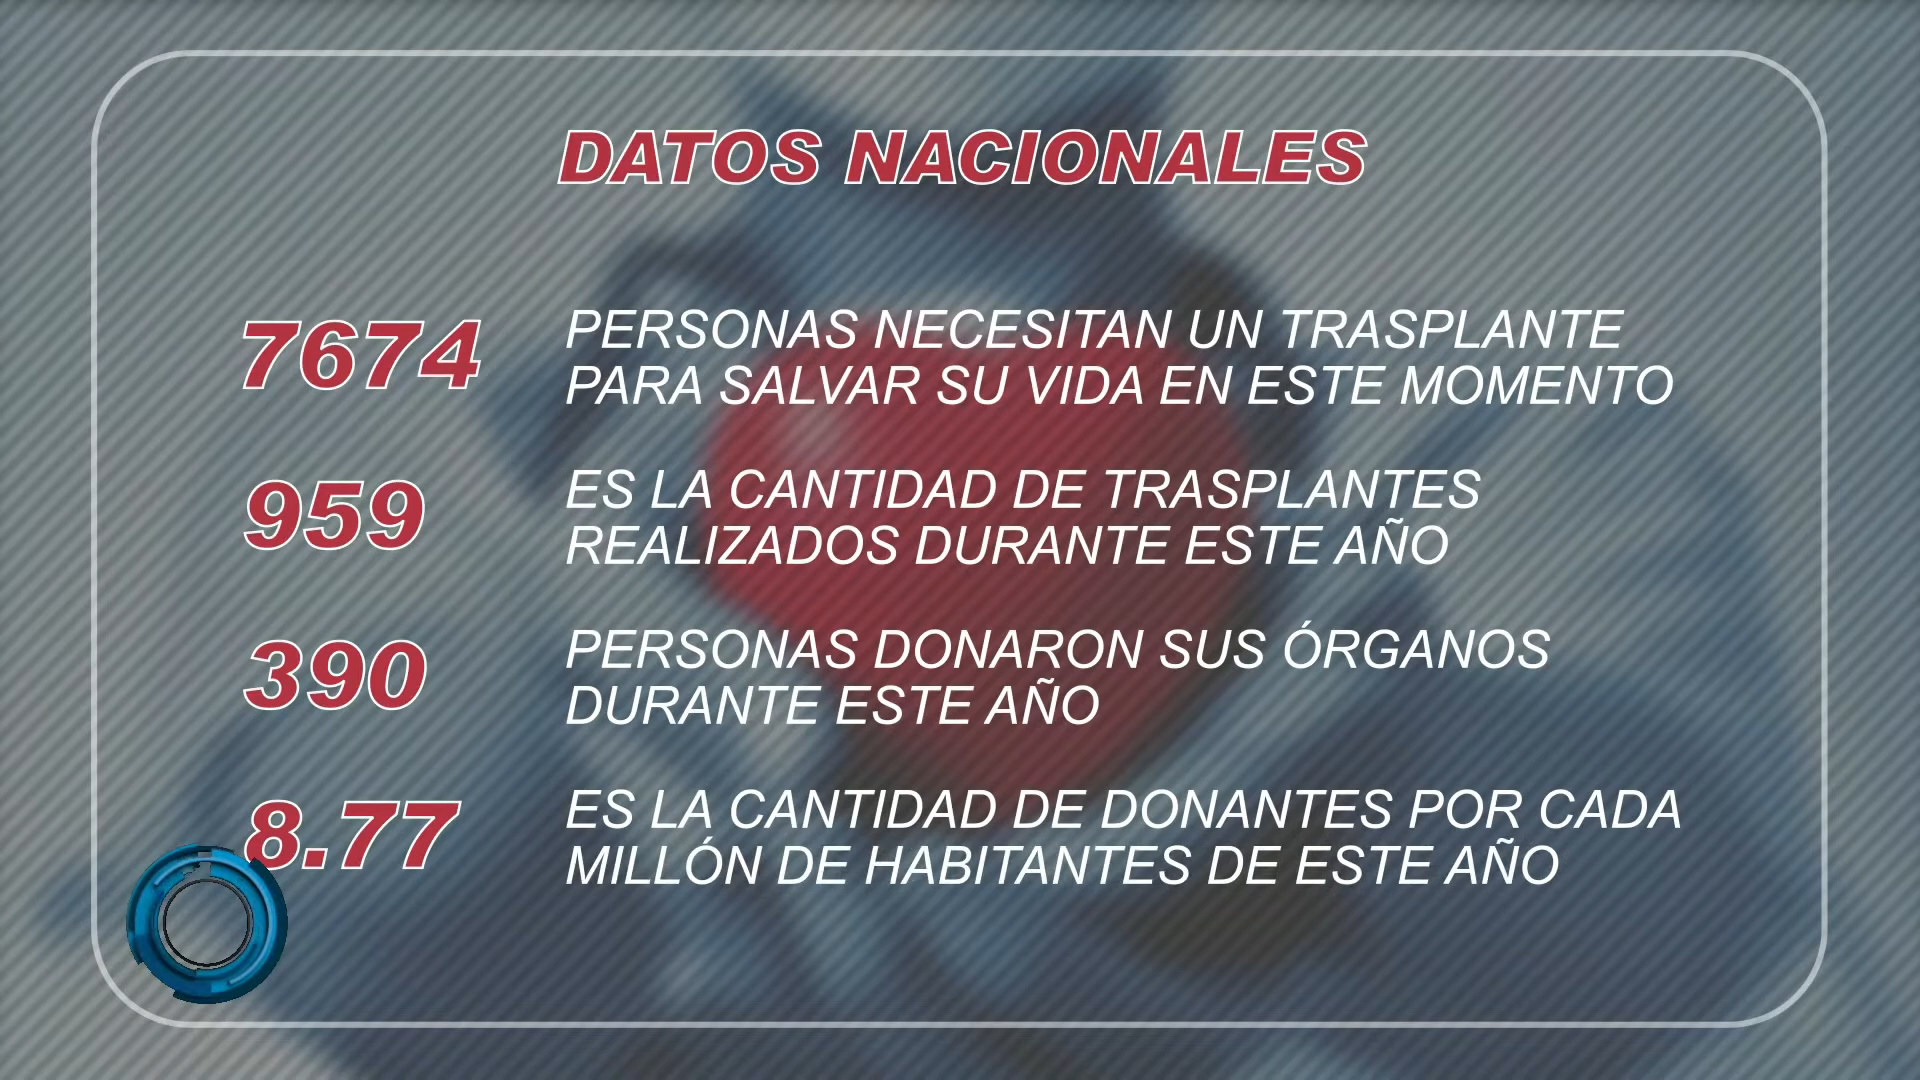 DATOS NACIONALES
7674
PERSONAS NECESITAN UN TRASPLANTE
PARA SALVAR SU VIDA EN ESTE MOMENTO
959
ES LA CANTIDAD DE TRASPLANTES
REALIZADOS DURANTE ESTE AÑO
390
PERSONAS DONARON SUS ÓRGANOS
DURANTE ESTE AÑO
8.77
ES LA CANTIDAD DE DONANTES POR CADA
MILLÓN DE HABITANTES DE ESTE AÑO